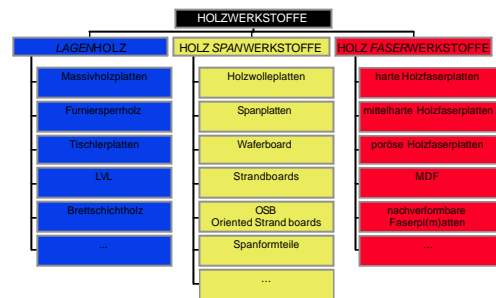 HOLZWERKSTOFFE
LAGENHOLZ
Massivholzplatten
Furniersperrholz
Tischlerplatten
LVL
Brettschichtholz
...
HOLZ SPANWERKSTOFFE
Holzwolleplatten
Spanplatten
Waferboard
Strandboards
OSB
Oriented Strand boards
Spanformteile
...
HOLZ FASERWERKSTOFFE
harte Holzfaserplatten
mittelharte Holzfaserplatten
poröse Holzfaserplatten
MDF
nachverformbare
Faserpl(m)atten
...